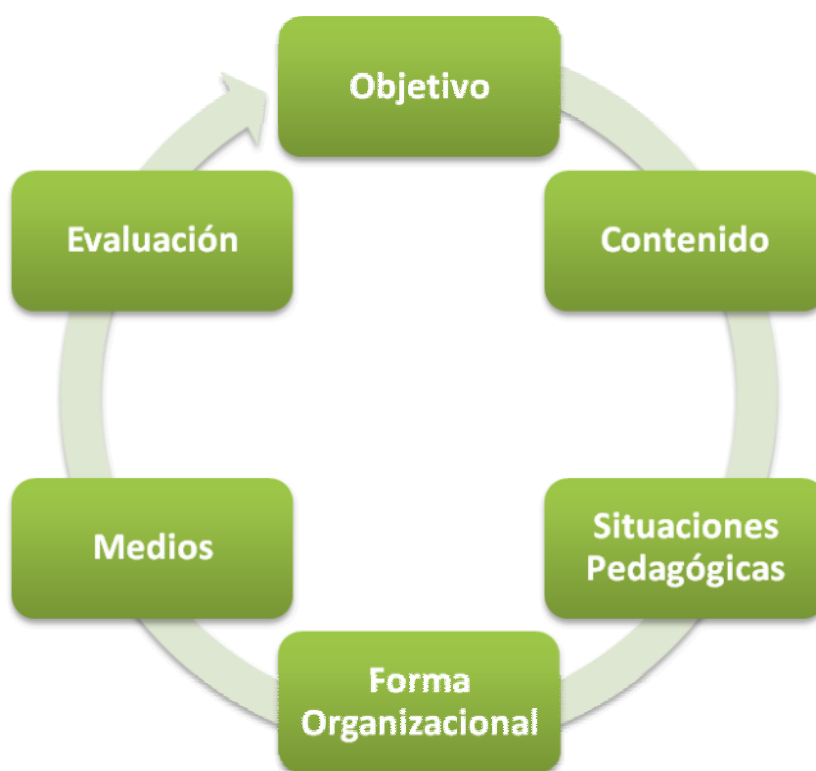 Objetivo
Contenido
Situaciones
Pedagógicas
Forma
Organizacional
Medios
Evaluación